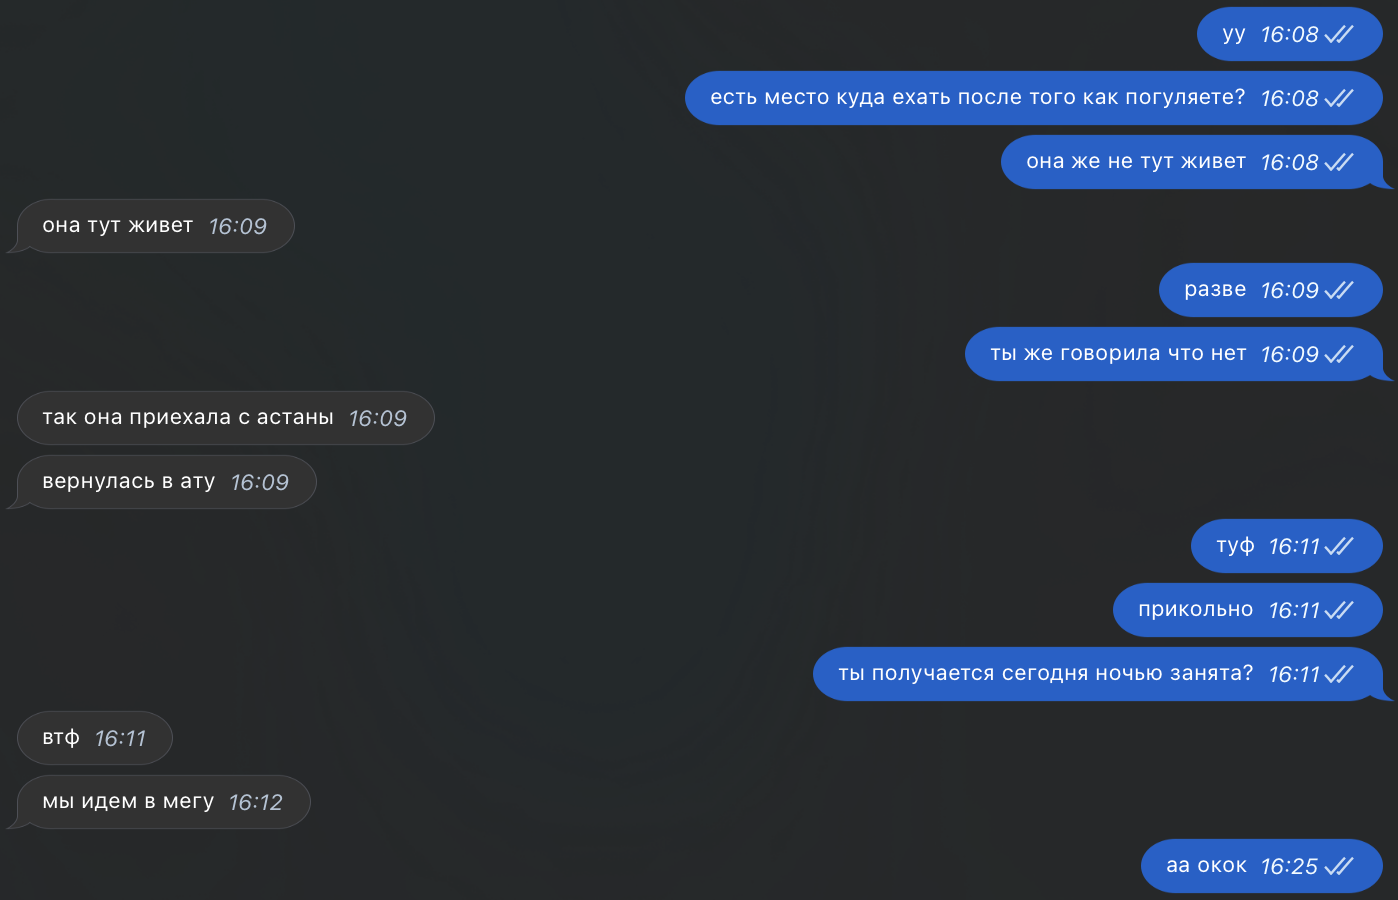 уу 16:08
есть место куда ехать после того как погуляете? 16:08
она же не тут живет 16:08
она тут живет 16:09
разве 16:09
ты же говорила что нет 16:09
так она приехала с астаны 16:09
вернулась в ату 16:09
туф 16:11
прикольно 16:11
ты получается сегодня ночью занята? 16:11
втф 16:11
мы идем в мегу 16:12
аа окок 16:25